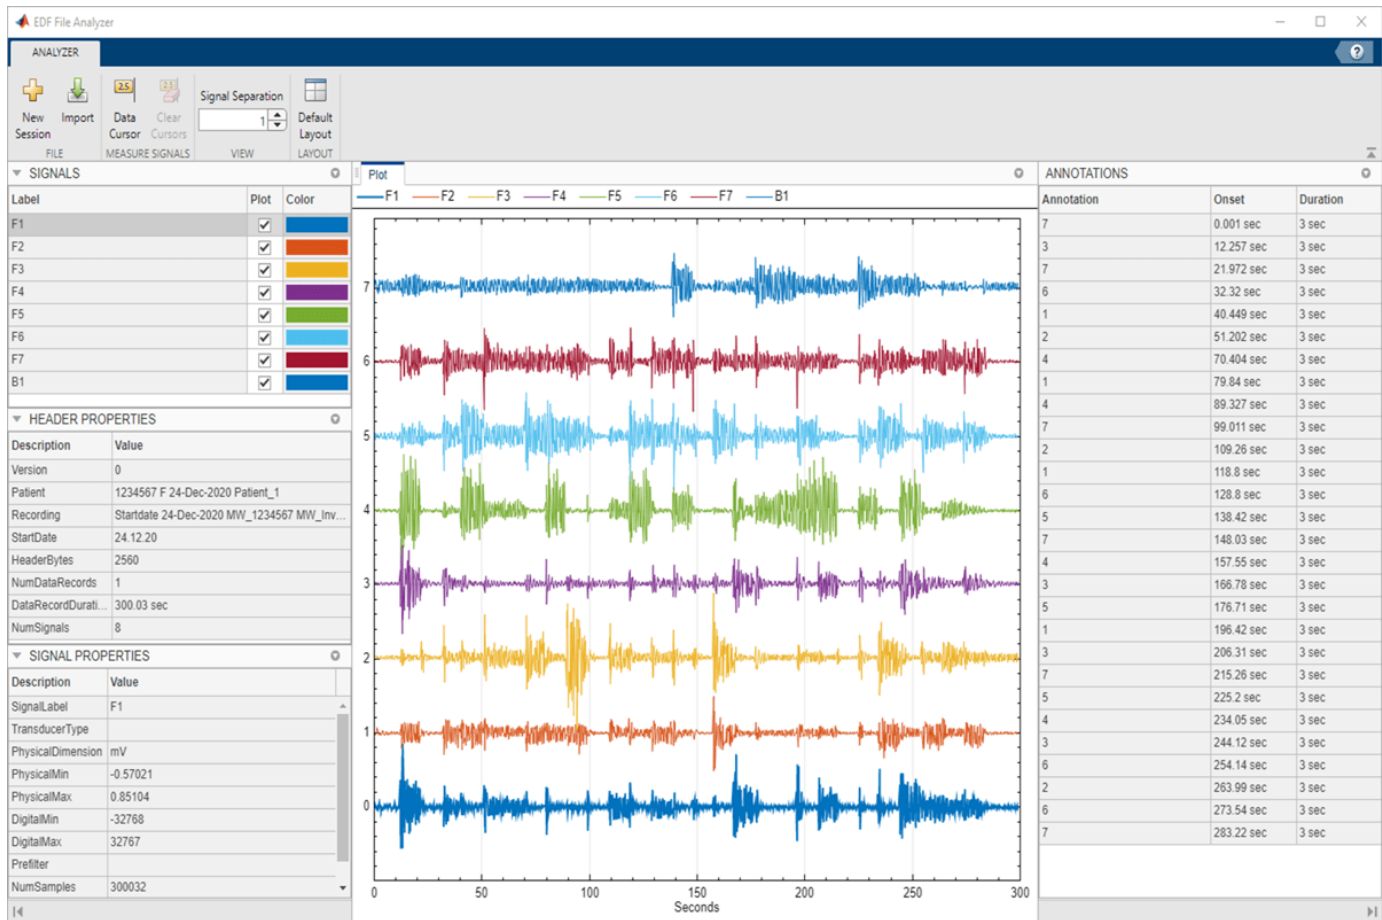 EDF File Analyzer
ANALYZER
?
New Session
Import
Data Cursor
Clear Cursors
Signal Separation
1
Default Layout
FILE
MEASURE SIGNALS
VIEW
LAYOUT
SIGNALS
Label Plot Color
F1
F2
F3
F4
F5
F6
F7
B1
HEADER PROPERTIES
Description Value
Version 0
Patient 1234567 F 24-Dec-2020 Patient_1
Recording Startdate 24-Dec-2020 MW_1234567 MW_Inv...
StartDate 24.12.20
HeaderBytes 2560
NumDataRecords 1
DataRecordDurati... 300.03 sec
NumSignals 8
SIGNAL PROPERTIES
Description Value
SignalLabel F1
TransducerType
PhysicalDimension mV
PhysicalMin -0.57021
PhysicalMax 0.85104
DigitalMin -32768
DigitalMax 32767
Prefilter
NumSamples 300032
Plot
F1 F2 F3 F4 F5 F6 F7 B1
7
6
5
4
3
2
1
0
0 50 100 150 200 250 300
Seconds
ANNOTATIONS
Annotation Onset Duration
7 0.001 sec 3 sec
3 12.257 sec 3 sec
7 21.972 sec 3 sec
6 32.32 sec 3 sec
1 40.449 sec 3 sec
2 51.202 sec 3 sec
4 70.404 sec 3 sec
1 79.84 sec 3 sec
4 89.327 sec 3 sec
7 99.011 sec 3 sec
2 109.26 sec 3 sec
1 118.8 sec 3 sec
6 128.8 sec 3 sec
5 138.42 sec 3 sec
7 148.03 sec 3 sec
4 157.55 sec 3 sec
3 166.78 sec 3 sec
5 176.71 sec 3 sec
1 196.42 sec 3 sec
3 206.31 sec 3 sec
7 215.26 sec 3 sec
5 225.2 sec 3 sec
4 234.05 sec 3 sec
3 244.12 sec 3 sec
6 254.14 sec 3 sec
2 263.99 sec 3 sec
6 273.54 sec 3 sec
7 283.22 sec 3 sec